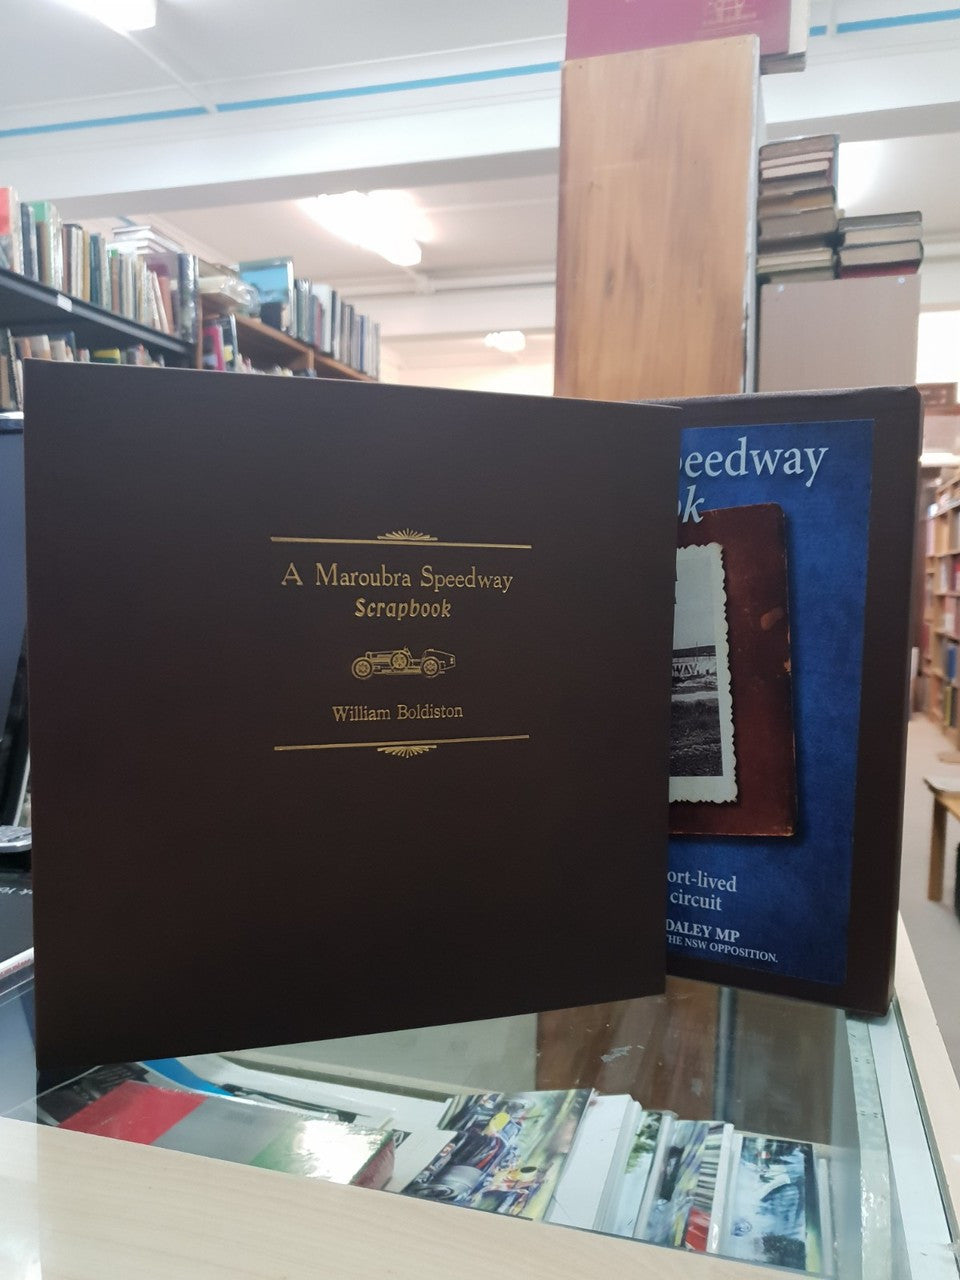 A Maroubra Speedway
Scrapbook
William Boldiston
peedway
ok
ort-lived
circuit
DALEY MP
THE NSW OPPOSITION.